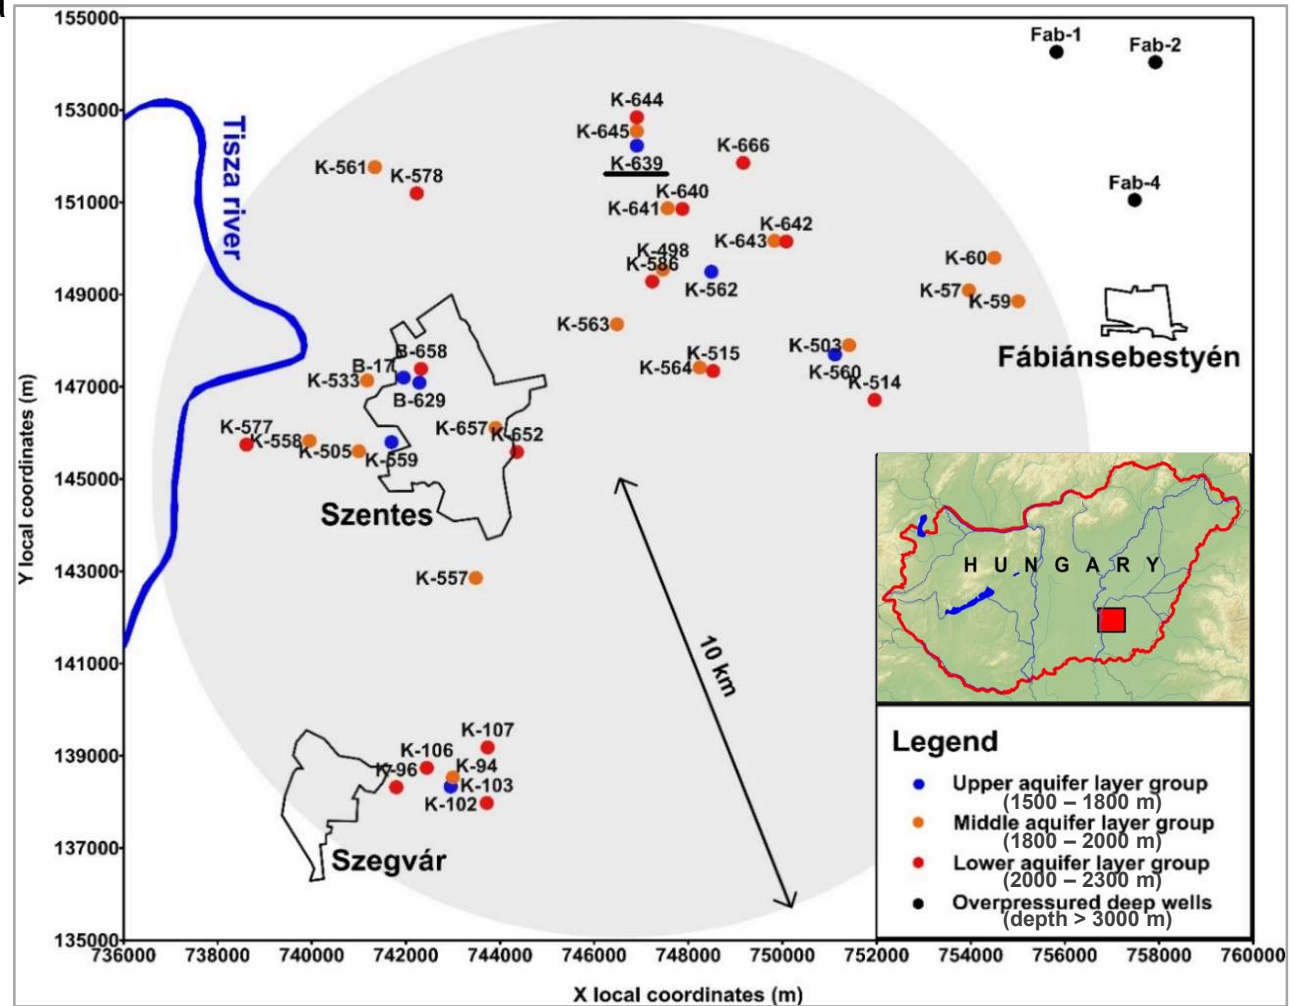 a
155000
153000
151000
149000
147000
145000
143000
141000
139000
137000
135000
Y local coordinates (m)
Tisza river
Fab-1
Fab-2
Fab-4
K-644
K-645
K-639
K-666
K-561
K-578
K-640
K-641
K-642
K-643
K-498
K-586
K-562
K-60
K-57
K-59
Fábiánsebestyén
K-563
K-503
K-560
K-564
K-515
K-514
B-658
B-17
K-533
B-629
K-577
K-558
K-505
K-559
K-657
K-652
Szentes
K-557
10 km
K-107
K-106
K-96
K-94
K-103
K-102
Szegvár
HUNGARY
Legend
Upper aquifer layer group
(1500 – 1800 m)
Middle aquifer layer group
(1800 – 2000 m)
Lower aquifer layer group
(2000 – 2300 m)
Overpressured deep wells
(depth > 3000 m)
736000 738000 740000 742000 744000 746000 748000 750000 752000 754000 756000 758000 760000
X local coordinates (m)